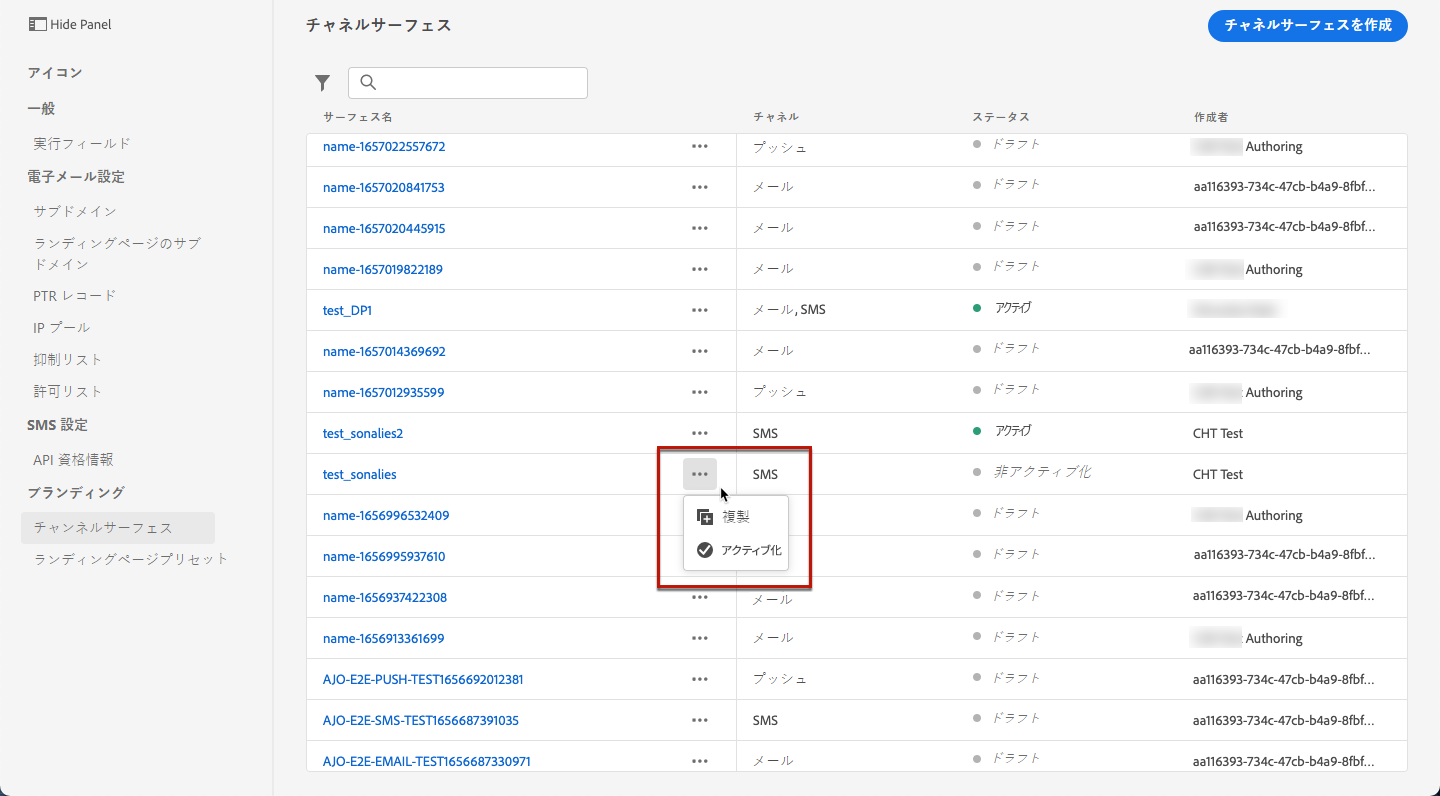 Hide Panel
アイコン
一般
実行フィールド
電子メール設定
サブドメイン
ランディングページのサブ
ドメイン
PTR レコード
IP プール
抑制リスト
許可リスト
SMS 設定
API 資格情報
ブランディング
チャンネルサーフェス
ランディングページプリセット
チャネルサーフェス
チャネルサーフェスを作成
サーフェス名 チャネル ステータス 作成者
name-1657022557672 ••• プッシュ ドラフト Authoring
name-1657020841753 ••• メール ドラフト aa116393-734c-47cb-b4a9-8fbf...
name-1657020445915 ••• メール ドラフト aa116393-734c-47cb-b4a9-8fbf...
name-1657019822189 ••• メール ドラフト Authoring
test_DP1 ••• メール, SMS アクティブ
name-1657014369692 ••• メール ドラフト aa116393-734c-47cb-b4a9-8fbf...
name-1657012935599 ••• プッシュ ドラフト Authoring
test_sonalies2 ••• SMS アクティブ CHT Test
test_sonalies ••• SMS 非アクティブ化 CHT Test
name-1656996532409 複製 ドラフト Authoring
name-1656995937610 アクティブ化 ドラフト aa116393-734c-47cb-b4a9-8fbf...
name-1656937422308 ••• メール ドラフト aa116393-734c-47cb-b4a9-8fbf...
name-1656913361699 ••• メール ドラフト Authoring
AJO-E2E-PUSH-TEST1656692012381 ••• プッシュ ドラフト aa116393-734c-47cb-b4a9-8fbf...
AJO-E2E-SMS-TEST1656687391035 ••• SMS ドラフト aa116393-734c-47cb-b4a9-8fbf...
AJO-E2E-EMAIL-TEST1656687330971 ••• メール ドラフト aa116393-734c-47cb-b4a9-8fbf...